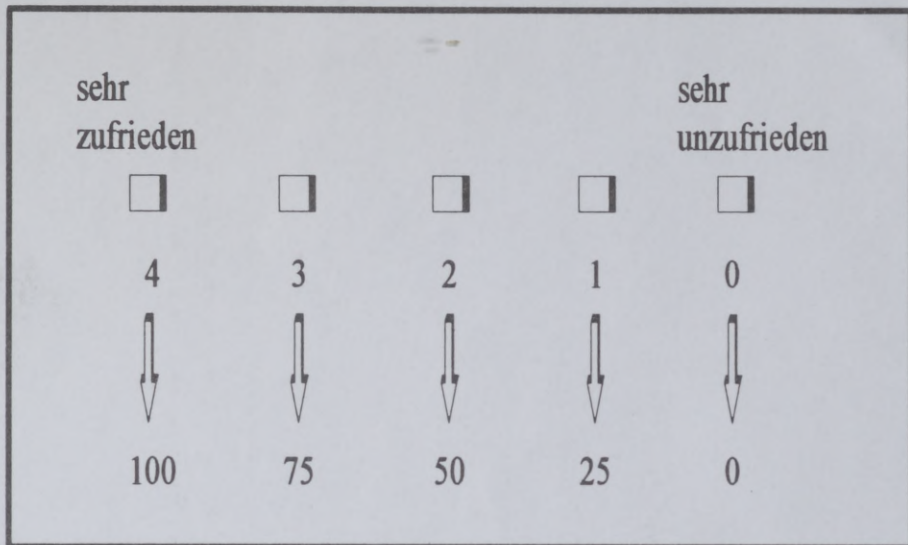 sehr
zufrieden
sehr
unzufrieden
4 3 2 1 0
100 75 50 25 0